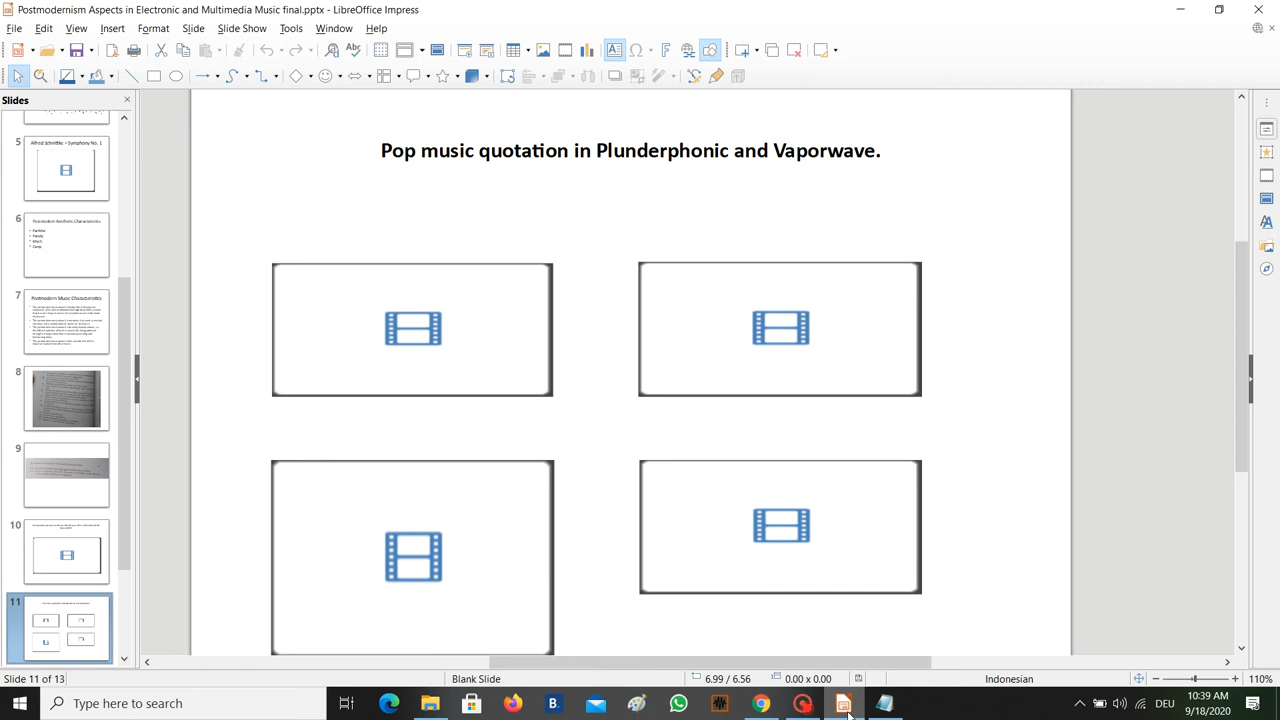 Postmodernism Aspects in Electronic and Multimedia Music final.pptx - LibreOffice Impress
File Edit View Insert Format Slide Slide Show Tools Window Help
Slides
5
Alfred Schnittke – Symphony No. 1
6
Postmodern Aesthetic Characteristics
7
Postmodern Music Characteristics
8
9
10
11
Pop music quotation in Plunderphonic and Vaporwave.
Slide 11 of 13
Blank Slide
6.99 / 6.56
0.00 x 0.00
Indonesian
110%
Type here to search
DEU
10:39 AM
9/18/2020